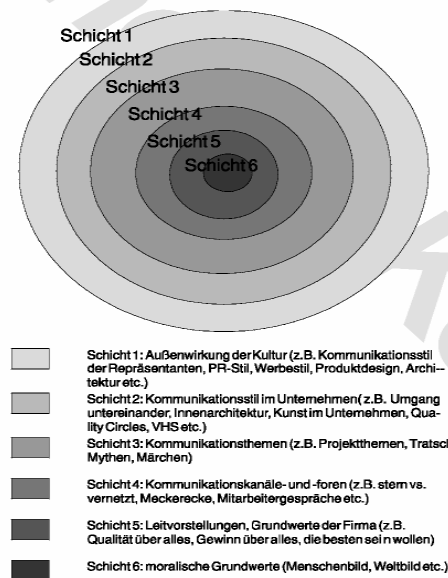 Schicht 1
Schicht 2
Schicht 3
Schicht 4
Schicht 5
Schicht 6
Schicht 1: Außenwirkung der Kultur (z.B. Kommunikationsstil
der Repräsentanten, PR-Stil, Werbestil, Produktdesign, Archi-
tektur etc.)
Schicht 2: Kommunikationsstil im Unternehmen (z.B. Umgang
untereinander, Innenarchitektur, Kunst im Unternehmen, Qua-
lity Circles, VHS etc.)
Schicht 3: Kommunikationsthemen (z.B. Projektthemen, Tratsch
Mythen, Märchen)
Schicht 4: Kommunikationskanäle- und -foren (z.B. stern vs.
vernetzt, Meckerecke, Mitarbeitergespräche etc.)
Schicht 5: Leitvorstellungen, Grundwerte der Firma (z.B.
Qualität über alles, Gewinn über alles, die besten sein wollen)
Schicht 6: moralische Grundwerte (Menschenbild, Weltbild etc.)